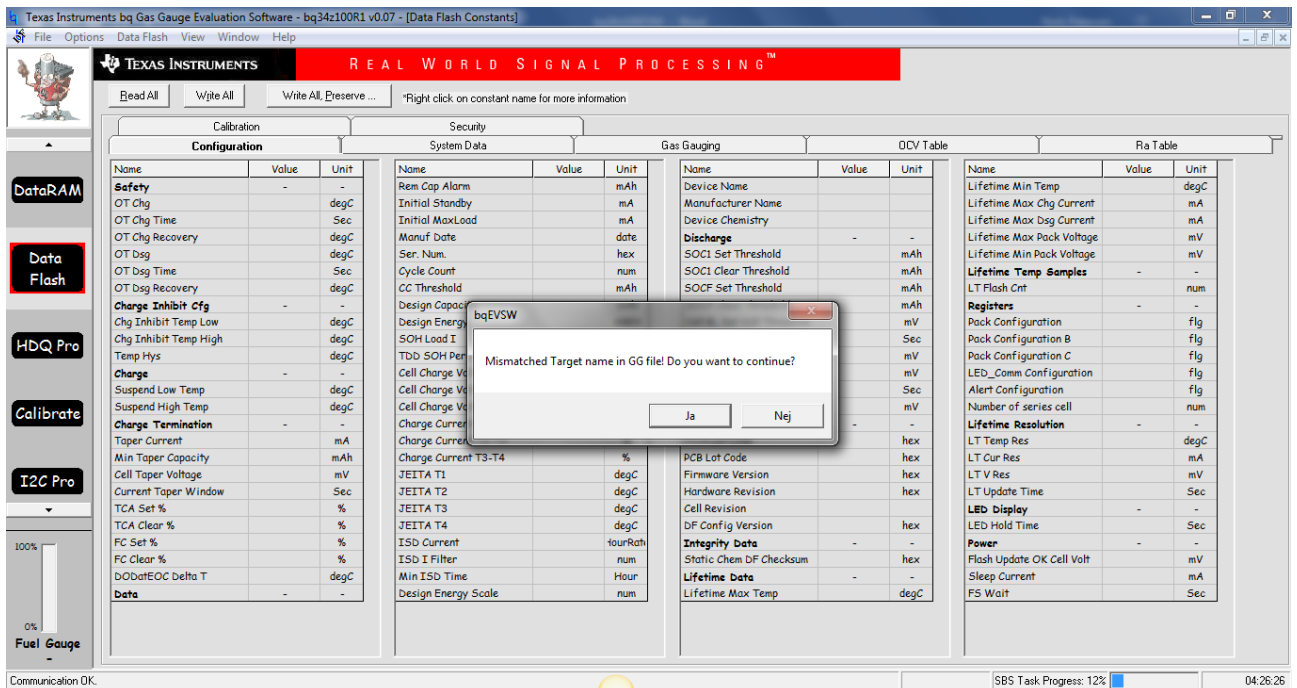 Texas Instruments bq Gas Gauge Evaluation Software - bq34z100R1 v0.07 - [Data Flash Constants]
File Options Data Flash View Window Help
TEXAS INSTRUMENTS REAL WORLD SIGNAL PROCESSING™
Read All Write All Write All, Preserve ... *Right click on constant name for more information
Calibration Security
Configuration System Data Gas Gauging OCV Table Ra Table
DataRAM
Data
Flash
HDQ Pro
Calibrate
I2C Pro
100%
0%
Fuel Gauge
-
Name Value Unit
Safety - -
OT Chg degC
OT Chg Time Sec
OT Chg Recovery degC
OT Dsg degC
OT Dsg Time Sec
OT Dsg Recovery degC
Charge Inhibit Cfg - -
Chg Inhibit Temp Low degC
Chg Inhibit Temp High degC
Temp Hys degC
Charge - -
Suspend Low Temp degC
Suspend High Temp degC
Charge Termination - -
Taper Current mA
Min Taper Capacity mAh
Cell Taper Voltage mV
Current Taper Window Sec
TCA Set % %
TCA Clear % %
FC Set % %
FC Clear % %
DODatEOC Delta T degC
Data - -
Name Value Unit
Rem Cap Alarm mAh
Initial Standby mA
Initial MaxLoad mA
Manuf Date date
Ser. Num. hex
Cycle Count num
CC Threshold mAh
Design Capac
Design Energy
SOH Load I
TDD SOH Per
Cell Charge Vo
Cell Charge Vo
Cell Charge Vo
Charge Curren
Charge Curren
Charge Current T3-T4 %
JEITA T1 degC
JEITA T2 degC
JEITA T3 degC
JEITA T4 degC
ISD Current HourRat
ISD I Filter num
Min ISD Time Hour
Design Energy Scale num
Name Value Unit
Device Name
Manufacturer Name
Device Chemistry
Discharge - -
SOC1 Set Threshold mAh
SOC1 Clear Threshold mAh
SOCF Set Threshold mAh
mAh
mV
Sec
mV
mV
Sec
mV
- -
hex
PCB Lot Code hex
Firmware Version hex
Hardware Revision hex
Cell Revision
DF Config Version hex
Integrity Data - -
Static Chem DF Checksum hex
Lifetime Data - -
Lifetime Max Temp degC
Name Value Unit
Lifetime Min Temp degC
Lifetime Max Chg Current mA
Lifetime Max Dsg Current mA
Lifetime Max Pack Voltage mV
Lifetime Min Pack Voltage mV
Lifetime Temp Samples - -
LT Flash Cnt num
Registers - -
Pack Configuration flg
Pack Configuration B flg
Pack Configuration C flg
LED_Comm Configuration flg
Alert Configuration flg
Number of series cell num
Lifetime Resolution - -
LT Temp Res degC
LT Cur Res mA
LT V Res mV
LT Update Time Sec
LED Display - -
LED Hold Time Sec
Power - -
Flash Update OK Cell Volt mV
Sleep Current mA
FS Wait Sec
bqEVSW
Mismatched Target name in GG file! Do you want to continue?
Ja Nej
Communication OK. SBS Task Progress: 12% 04:26:26